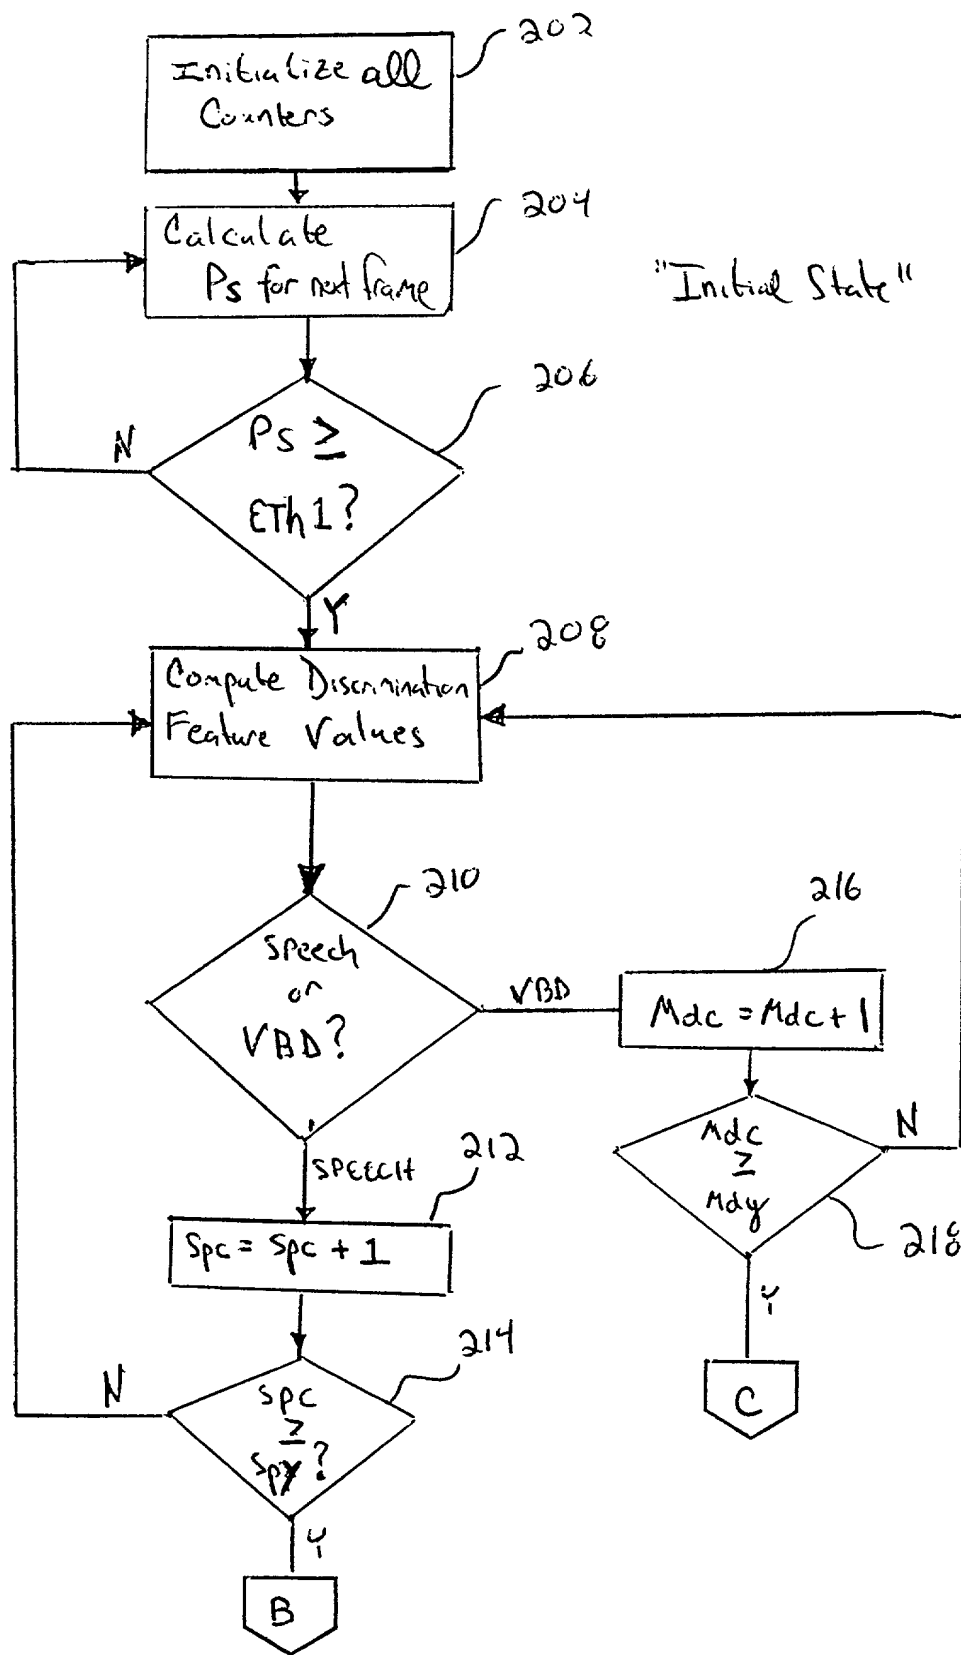 202
Initialize all
Counters
204
Calculate
Ps for next frame
"Initial State"
206
N
Ps ≥
ETh1?
Y
208
Compute Discrimination
Feature Values
210
Speech
or
VBD?
VBD
216
Mdc = Mdc + 1
Mdc
≥
Mdy
N
218
Y
C
SPEECH
212
Spc = Spc + 1
214
N
Spc
≥
Spy?
Y
B